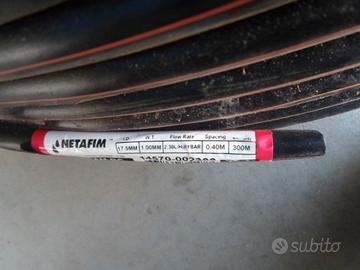 NETAFIM
I.D W T Flow Rate Spacing
17.5MM 1.00MM 2.30L/H@1BAR 0.40M 300M
subito